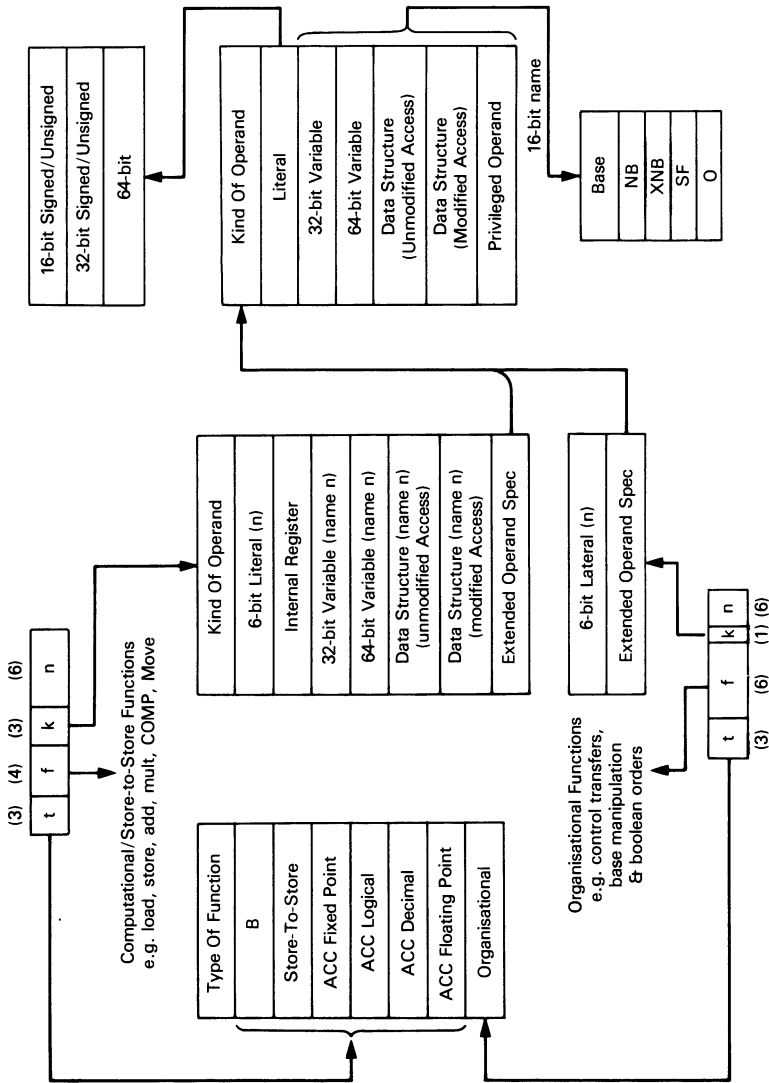 (3) (4) (3) (6)
t f k n
Computational/Store-to-Store Functions
e.g. load, store, add, mult, COMP, Move
Type Of Function
B
Store-To-Store
ACC Fixed Point
ACC Logical
ACC Decimal
ACC Floating Point
Organisational
Kind Of Operand
6-bit Literal (n)
Internal Register
32-bit Variable (name n)
64-bit Variable (name n)
Data Structure (name n)
(unmodified Access)
Data Structure (name n)
(modified Access)
Extended Operand Spec
16-bit Signed/Unsigned
32-bit Signed/Unsigned
64-bit
Kind Of Operand
Literal
32-bit Variable
64-bit Variable
Data Structure
(Unmodified Access)
Data Structure
(Modified Access)
Privileged Operand
16-bit name
Base
NB
XNB
SF
O
6-bit Lateral (n)
Extended Operand Spec
Organisational Functions
e.g. control transfers,
base manipulation
& boolean orders
t f k n
(3) (6) (1) (6)